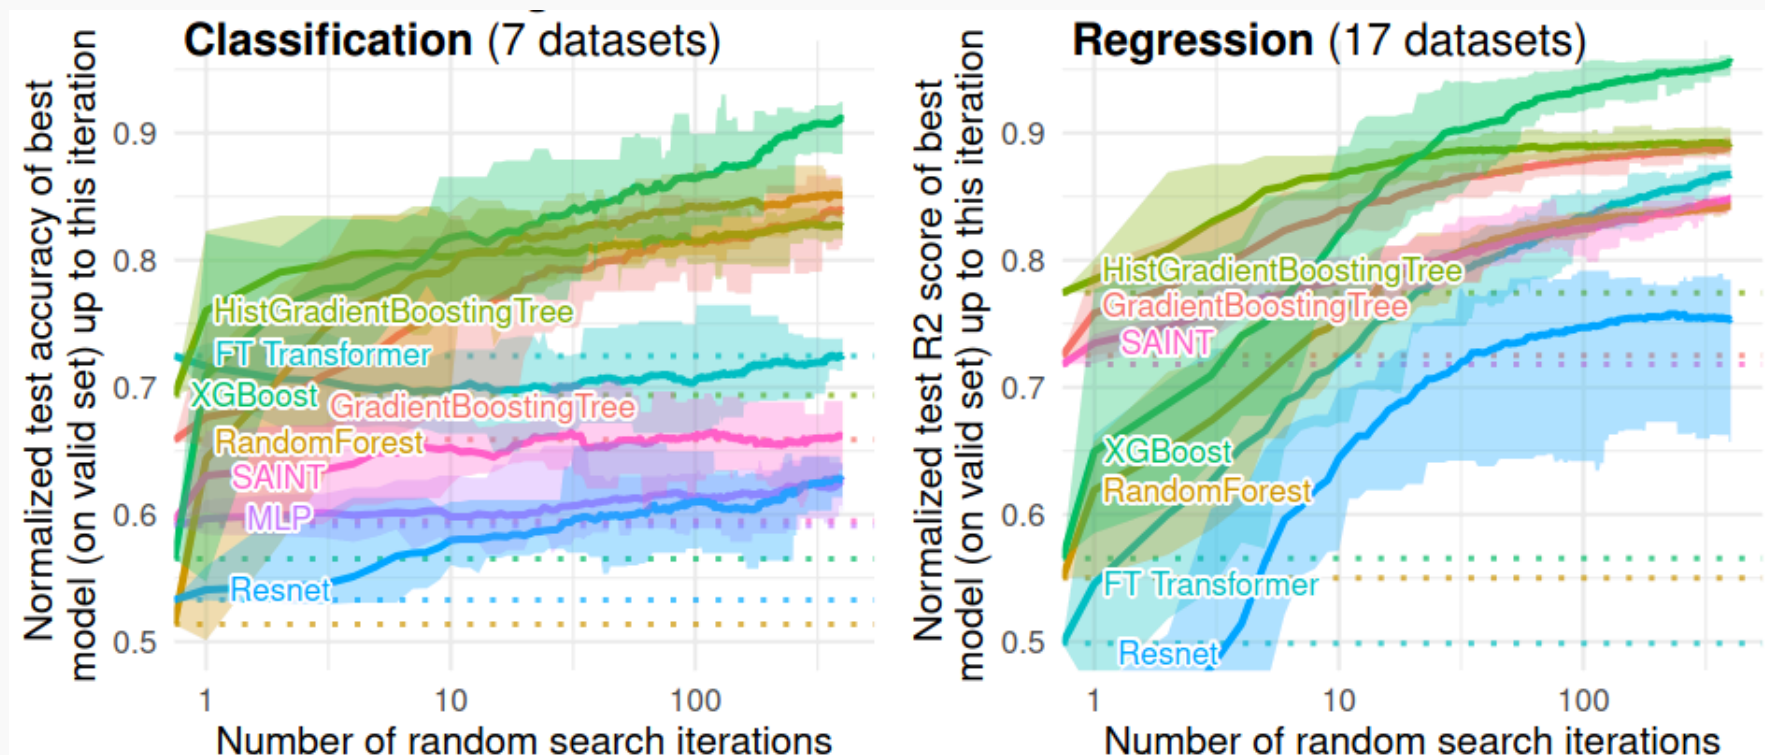 Classification (7 datasets)
Normalized test accuracy of best
model (on valid set) up to this iteration
0.9
0.8
0.7
0.6
0.5
HistGradientBoostingTree
FT Transformer
XGBoost
GradientBoostingTree
RandomForest
SAINT
MLP
Resnet
1
10
100
Number of random search iterations
Regression (17 datasets)
Normalized test R2 score of best
model (on valid set) up to this iteration
0.9
0.8
0.7
0.6
0.5
HistGradientBoostingTree
GradientBoostingTree
SAINT
XGBoost
RandomForest
FT Transformer
Resnet
1
10
100
Number of random search iterations